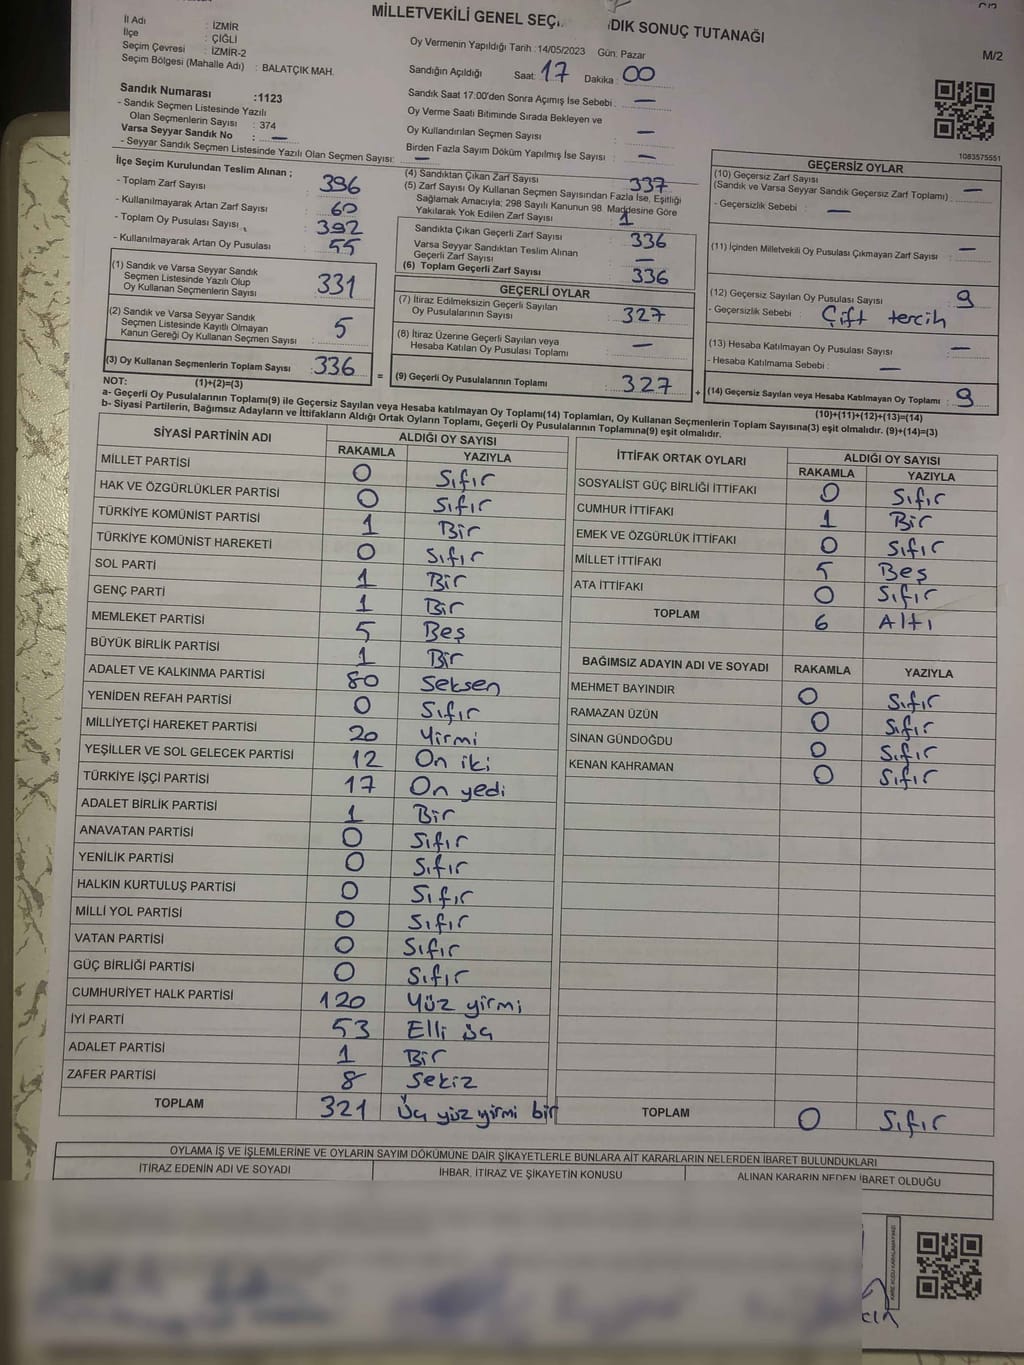 MİLLETVEKİLİ GENEL SEÇ DIK SONUÇ TUTANAĞI
M/2
İl Adı : İZMİR
İlçe : ÇİĞLİ
Seçim Çevresi : İZMİR-2
Seçim Bölgesi (Mahalle Adı) : BALATÇIK MAH.
Oy Vermenin Yapıldığı Tarih : 14/05/2023 Gün: Pazar
Sandığın Açıldığı Saat: 17 Dakika: 00
Sandık Numarası :1123
- Sandık Seçmen Listesinde Yazılı
Olan Seçmenlerin Sayısı : 374
Varsa Seyyar Sandık No : —
- Seyyar Sandık Seçmen Listesinde Yazılı Olan Seçmen Sayısı: —
Sandık Saat 17:00'den Sonra Açımış İse Sebebi : —
Oy Verme Saati Bitiminde Sırada Bekleyen ve
Oy Kullandırılan Seçmen Sayısı : —
Birden Fazla Sayım Döküm Yapılmış İse Sayısı : —
1083575551
İlçe Seçim Kurulundan Teslim Alınan ;
- Toplam Zarf Sayısı : 396
- Kullanılmayarak Artan Zarf Sayısı : 60
- Toplam Oy Pusulası Sayısı : 392
- Kullanılmayarak Artan Oy Pusulası : 55
(1) Sandık ve Varsa Seyyar Sandık
Seçmen Listesinde Yazılı Olup
Oy Kullanan Seçmenlerin Sayısı : 331
(2) Sandık ve Varsa Seyyar Sandık
Seçmen Listesinde Kayıtlı Olmayan
Kanun Gereği Oy Kullanan Seçmen Sayısı : 5
(3) Oy Kullanan Seçmenlerin Toplam Sayısı : 336
(4) Sandıktan Çıkan Zarf Sayısı : 337
(5) Zarf Sayısı Oy Kullanan Seçmen Sayısından Fazla İse, Eşitliği
Sağlamak Amacıyla; 298 Sayılı Kanunun 98. Maddesine Göre
Yakılarak Yok Edilen Zarf Sayısı : 1
Sandıkta Çıkan Geçerli Zarf Sayısı : 336
Varsa Seyyar Sandıktan Teslim Alınan
Geçerli Zarf Sayısı : —
(6) Toplam Geçerli Zarf Sayısı : 336
GEÇERLİ OYLAR
(7) İtiraz Edilmeksizin Geçerli Sayılan
Oy Pusulalarının Sayısı : 327
(8) İtiraz Üzerine Geçerli Sayılan veya
Hesaba Katılan Oy Pusulası Toplamı : —
= (9) Geçerli Oy Pusulalarının Toplamı : 327
GEÇERSİZ OYLAR
(10) Geçersiz Zarf Sayısı
(Sandık ve Varsa Seyyar Sandık Geçersiz Zarf Toplamı) : —
- Geçersizlik Sebebi : —
(11) İçinden Milletvekili Oy Pusulası Çıkmayan Zarf Sayısı : —
(12) Geçersiz Sayılan Oy Pusulası Sayısı : 9
- Geçersizlik Sebebi : Çift tercih
(13) Hesaba Katılmayan Oy Pusulası Sayısı : —
- Hesaba Katılmama Sebebi : —
+ (14) Geçersiz Sayılan veya Hesaba Katılmayan Oy Toplamı : 9
NOT: (1)+(2)=(3)
(10)+(11)+(12)+(13)=(14)
a- Geçerli Oy Pusulalarının Toplamı(9) ile Geçersiz Sayılan veya Hesaba katılmayan Oy Toplamı(14) Toplamları, Oy Kullanan Seçmenlerin Toplam Sayısına(3) eşit olmalıdır. (9)+(14)=(3)
b- Siyasi Partilerin, Bağımsız Adayların ve İttifakların Aldığı Ortak Oyların Toplamı, Geçerli Oy Pusulalarının Toplamına(9) eşit olmalıdır.
SİYASİ PARTİNİN ADI ALDIĞI OY SAYISI
RAKAMLA YAZIYLA
MİLLET PARTİSİ 0 Sıfır
HAK VE ÖZGÜRLÜKLER PARTİSİ 0 Sıfır
TÜRKİYE KOMÜNİST PARTİSİ 1 Bir
TÜRKİYE KOMÜNİST HAREKETİ 0 Sıfır
SOL PARTİ 1 Bir
GENÇ PARTİ 1 Bir
MEMLEKET PARTİSİ 5 Beş
BÜYÜK BİRLİK PARTİSİ 1 Bir
ADALET VE KALKINMA PARTİSİ 80 Seksen
YENİDEN REFAH PARTİSİ 0 Sıfır
MİLLİYETÇİ HAREKET PARTİSİ 20 Yirmi
YEŞİLLER VE SOL GELECEK PARTİSİ 12 On iki
TÜRKİYE İŞÇİ PARTİSİ 17 On yedi
ADALET BİRLİK PARTİSİ 1 Bir
ANAVATAN PARTİSİ 0 Sıfır
YENİLİK PARTİSİ 0 Sıfır
HALKIN KURTULUŞ PARTİSİ 0 Sıfır
MİLLİ YOL PARTİSİ 0 Sıfır
VATAN PARTİSİ 0 Sıfır
GÜÇ BİRLİĞİ PARTİSİ 0 Sıfır
CUMHURİYET HALK PARTİSİ 120 Yüz yirmi
İYİ PARTİ 53 Elli üç
ADALET PARTİSİ 1 Bir
ZAFER PARTİSİ 8 Sekiz
TOPLAM 321 Üç yüz yirmi bir
İTTİFAK ORTAK OYLARI ALDIĞI OY SAYISI
RAKAMLA YAZIYLA
SOSYALİST GÜÇ BİRLİĞİ İTTİFAKI 0 Sıfır
CUMHUR İTTİFAKI 1 Bir
EMEK VE ÖZGÜRLÜK İTTİFAKI 0 Sıfır
MİLLET İTTİFAKI 5 Beş
ATA İTTİFAKI 0 Sıfır
TOPLAM 6 Altı
BAĞIMSIZ ADAYIN ADI VE SOYADI RAKAMLA YAZIYLA
MEHMET BAYINDIR 0 Sıfır
RAMAZAN ÜZÜN 0 Sıfır
SİNAN GÜNDOĞDU 0 Sıfır
KENAN KAHRAMAN 0 Sıfır
TOPLAM 0 Sıfır
OYLAMA İŞ VE İŞLEMLERİNE VE OYLARIN SAYIM DÖKÜMÜNE DAİR ŞİKAYETLERLE BUNLARA AİT KARARLARIN NELERDEN İBARET BULUNDUKLARI
İTİRAZ EDENİN ADI VE SOYADI İHBAR, İTİRAZ VE ŞİKAYETİN KONUSU ALINAN KARARIN NEDEN İBARET OLDUĞU